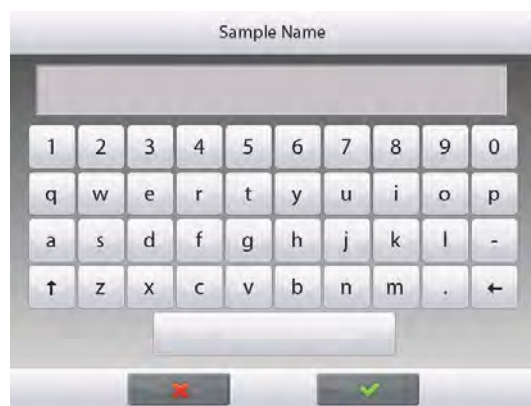 Sample Name
1 2 3 4 5 6 7 8 9 0
q w e r t y u i o p
a s d f g h j k l -
↑ z x c v b n m . ←